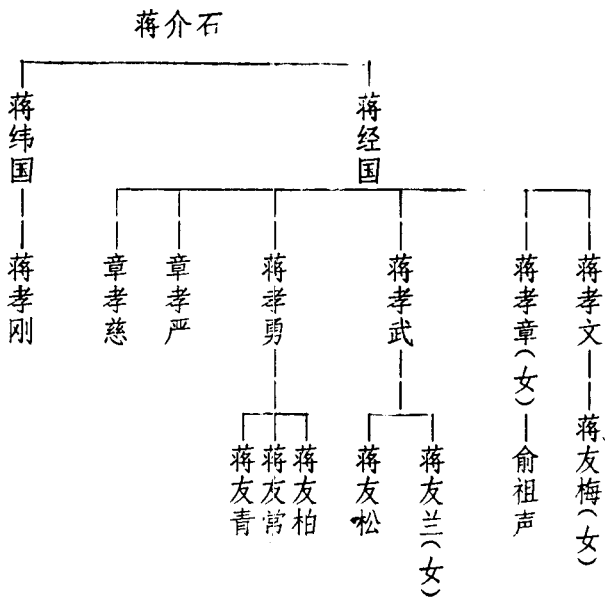 蒋介石
蒋纬国
蒋经国
蒋孝刚
章孝慈
章孝严
蒋孝勇
蒋孝武
蒋孝章(女)
蒋孝文
蒋友青
蒋友常
蒋友柏
蒋友松
蒋友兰(女)
俞祖声
蒋友梅(女)